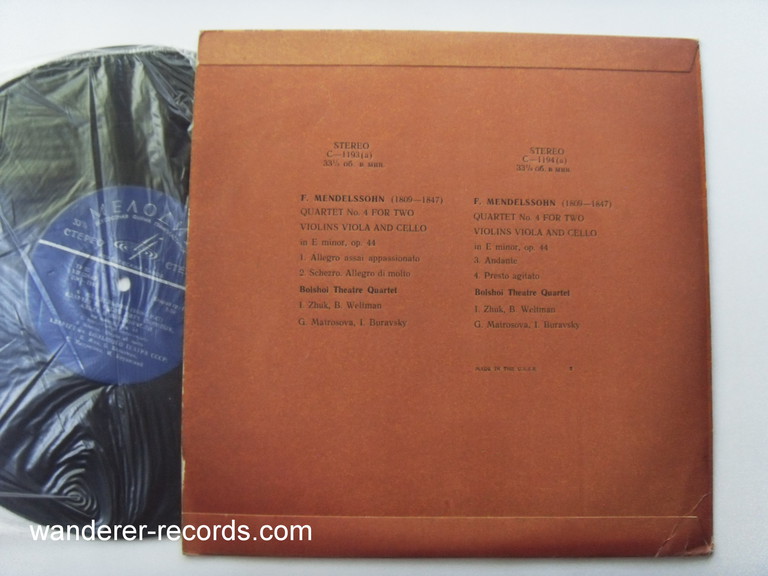 STEREO
C—1193(a)
33⅓ об. в мин.
F. MENDELSSOHN (1809—1847)
QUARTET No. 4 FOR TWO
VIOLINS VIOLA AND CELLO
in E minor, op. 44
1. Allegro assai appassionato
2. Schezro. Allegro di molto
Bolshoi Theatre Quartet
I. Zhuk, B. Weltman
G. Matrosova, I. Buravsky
STEREO
C—1194(a)
33⅓ об. в мин.
F. MENDELSSOHN (1809—1847)
QUARTET No. 4 FOR TWO
VIOLINS VIOLA AND CELLO
in E minor, op. 44
3. Andante
4. Presto agitato
Bolshoi Theatre Quartet
I. Zhuk, B. Weltman
G. Matrosova, I. Buravsky
MADE IN THE U.S.S.R.
МЕЛОДИ
СТЕРЕО
СТЕ
wanderer-records.com